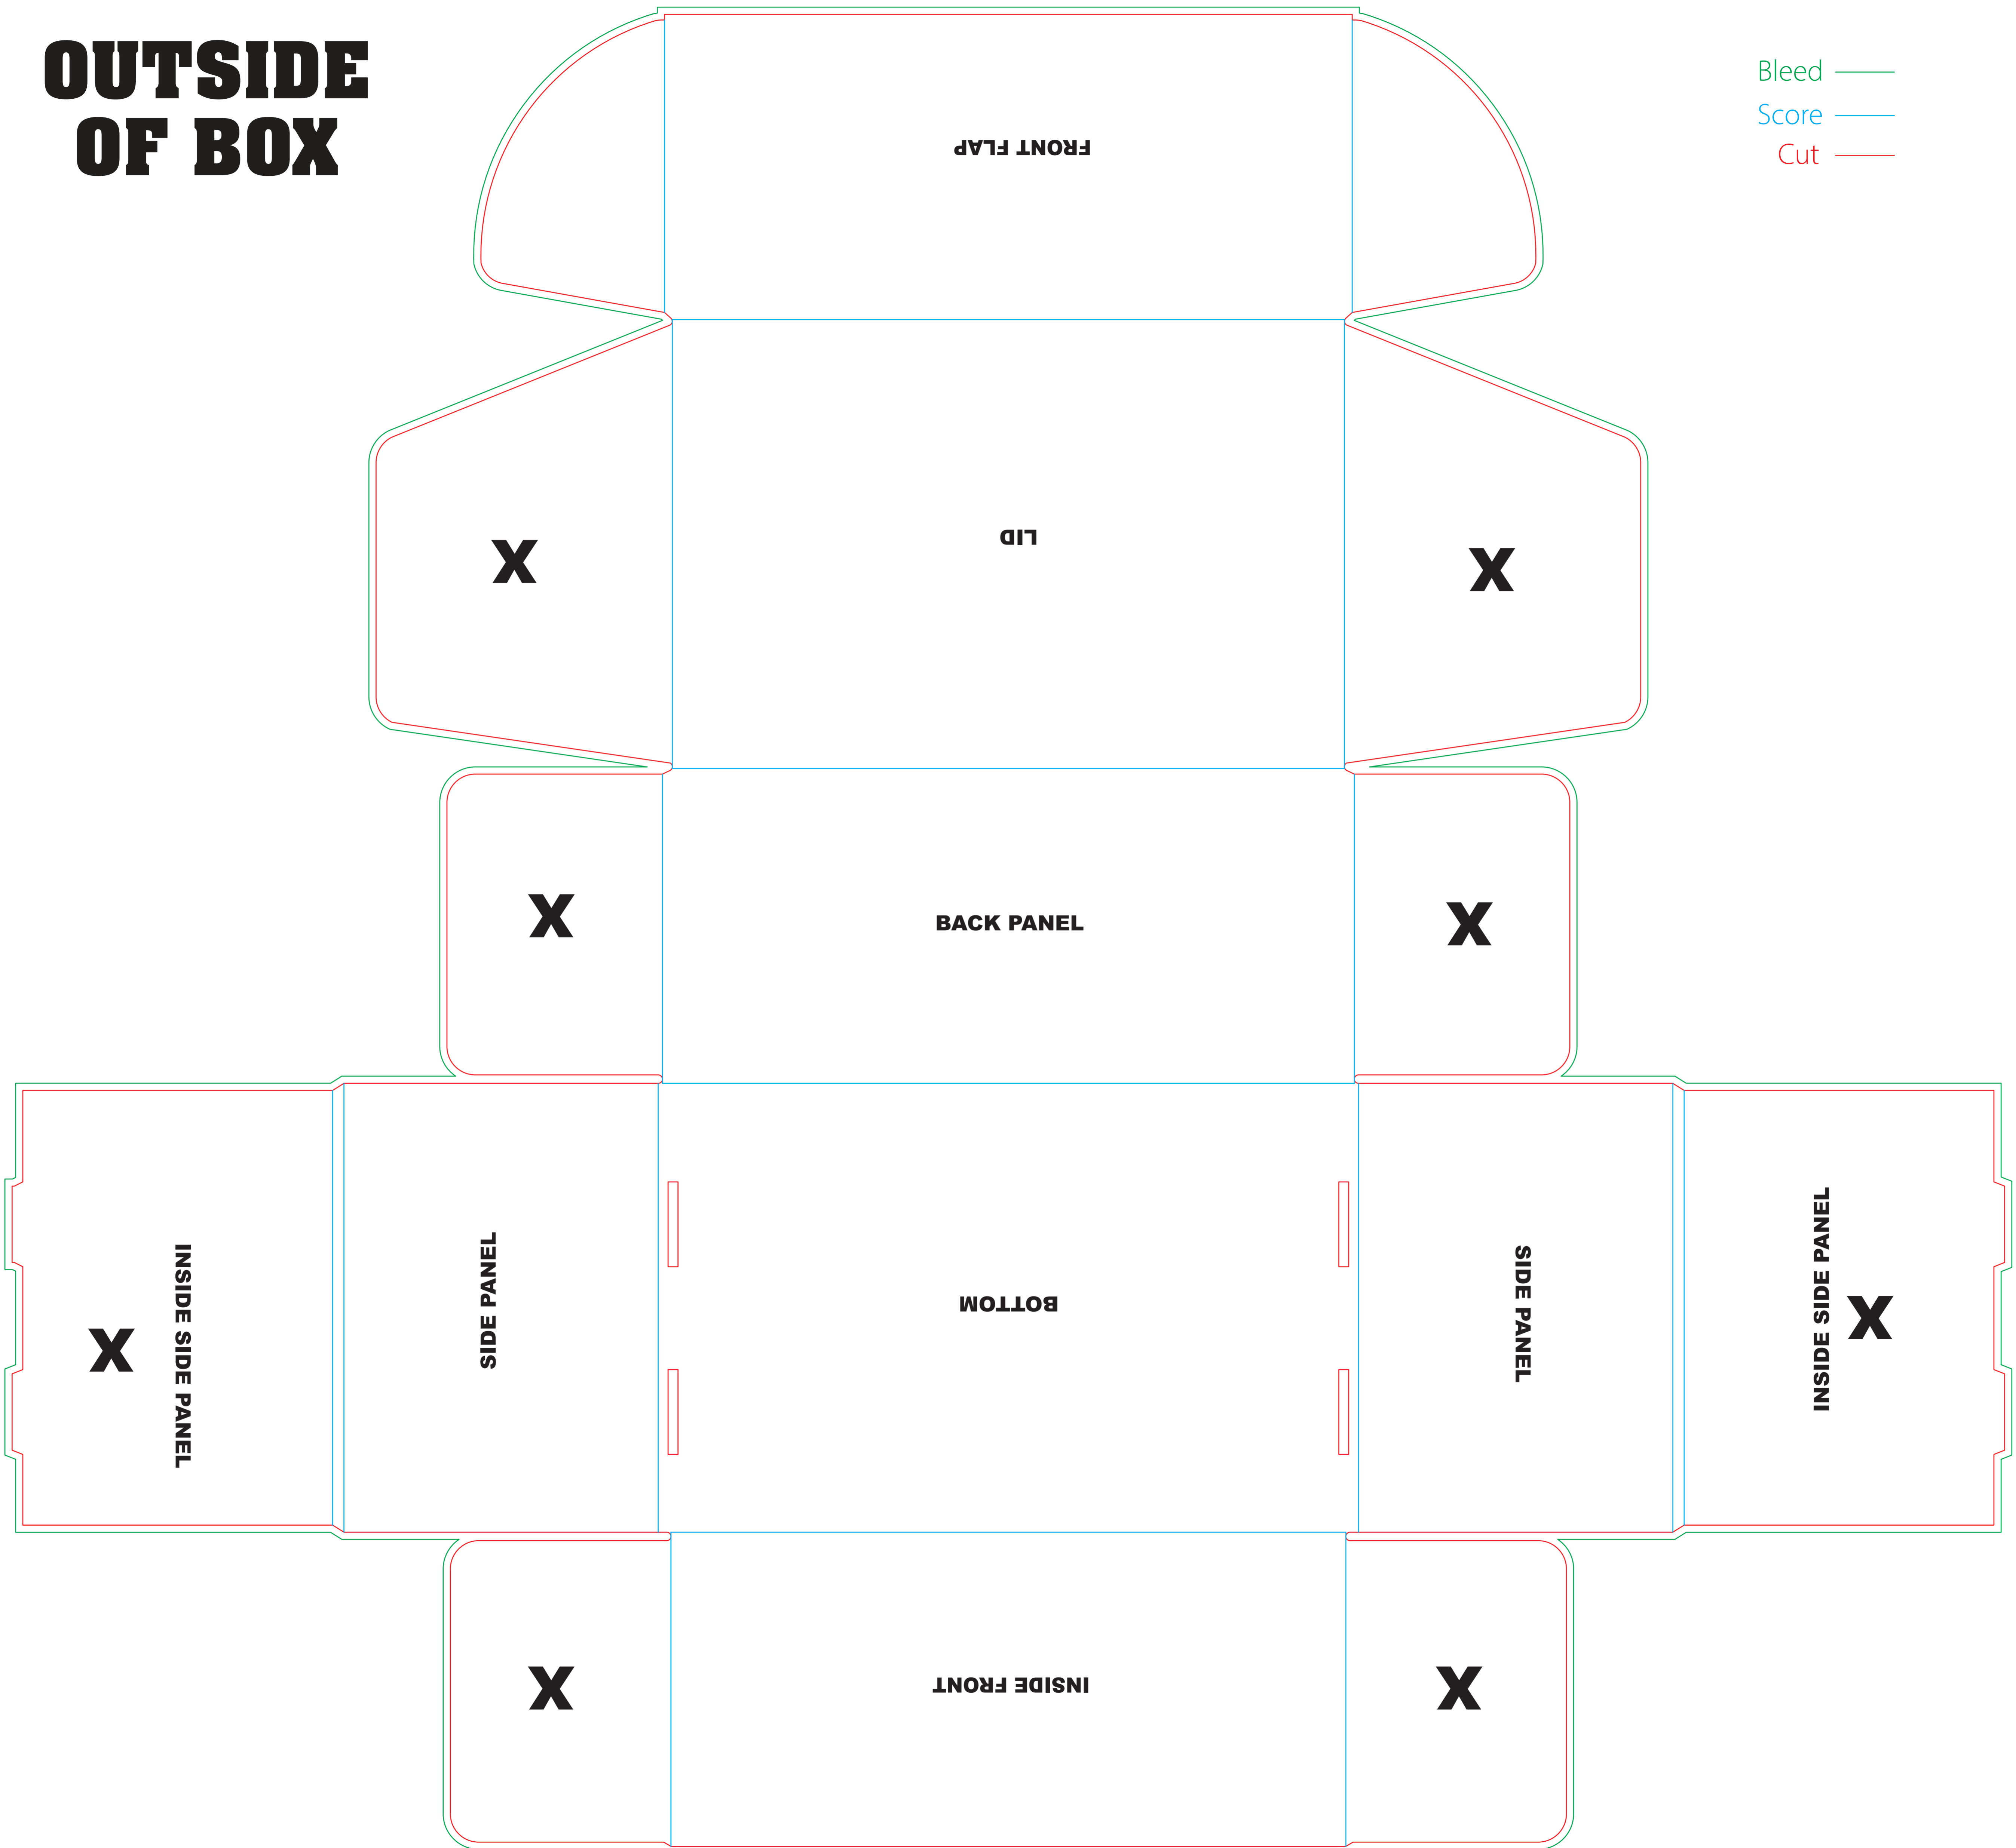 OUTSIDE
OF BOX
Bleed
Score
Cut
FRONT FLAP
LID
X
X
X
BACK PANEL
X
INSIDE SIDE PANEL
X
SIDE PANEL
BOTTOM
SIDE PANEL
INSIDE SIDE PANEL
X
X
INSIDE FRONT
X